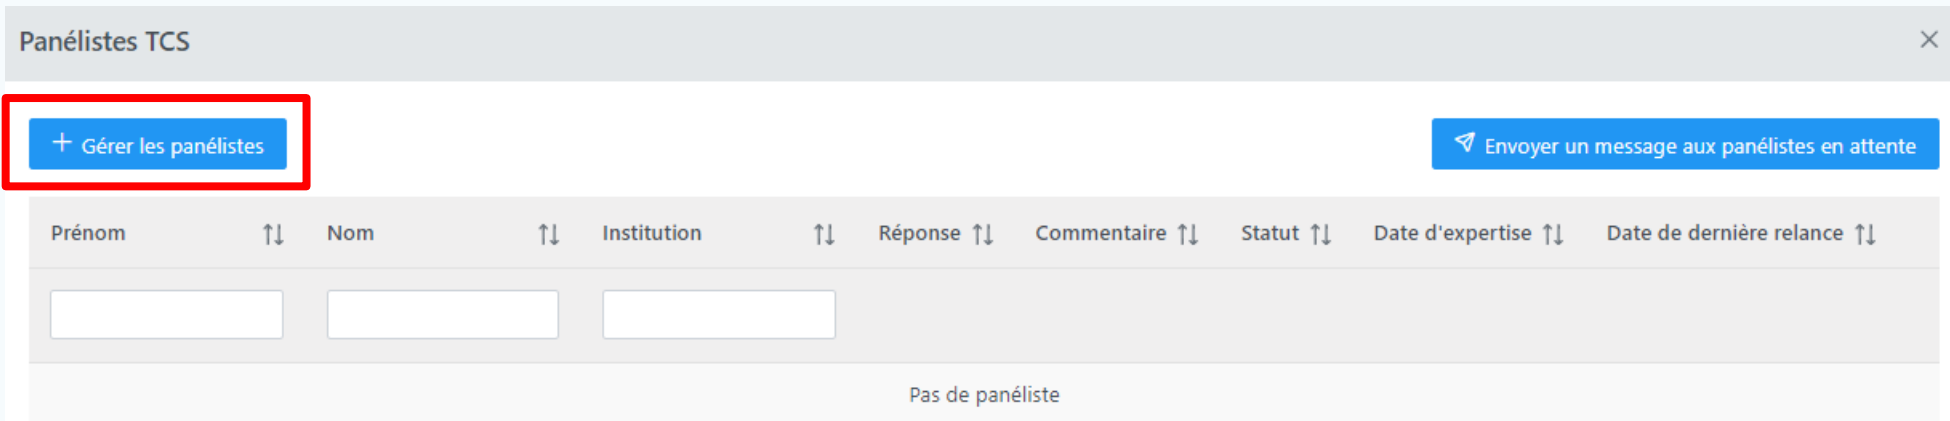 Panélistes TCS
Gérer les panélistes
Envoyer un message aux panélistes en attente
Prénom Nom Institution Réponse Commentaire Statut Date d'expertise Date de dernière relance
Pas de panéliste